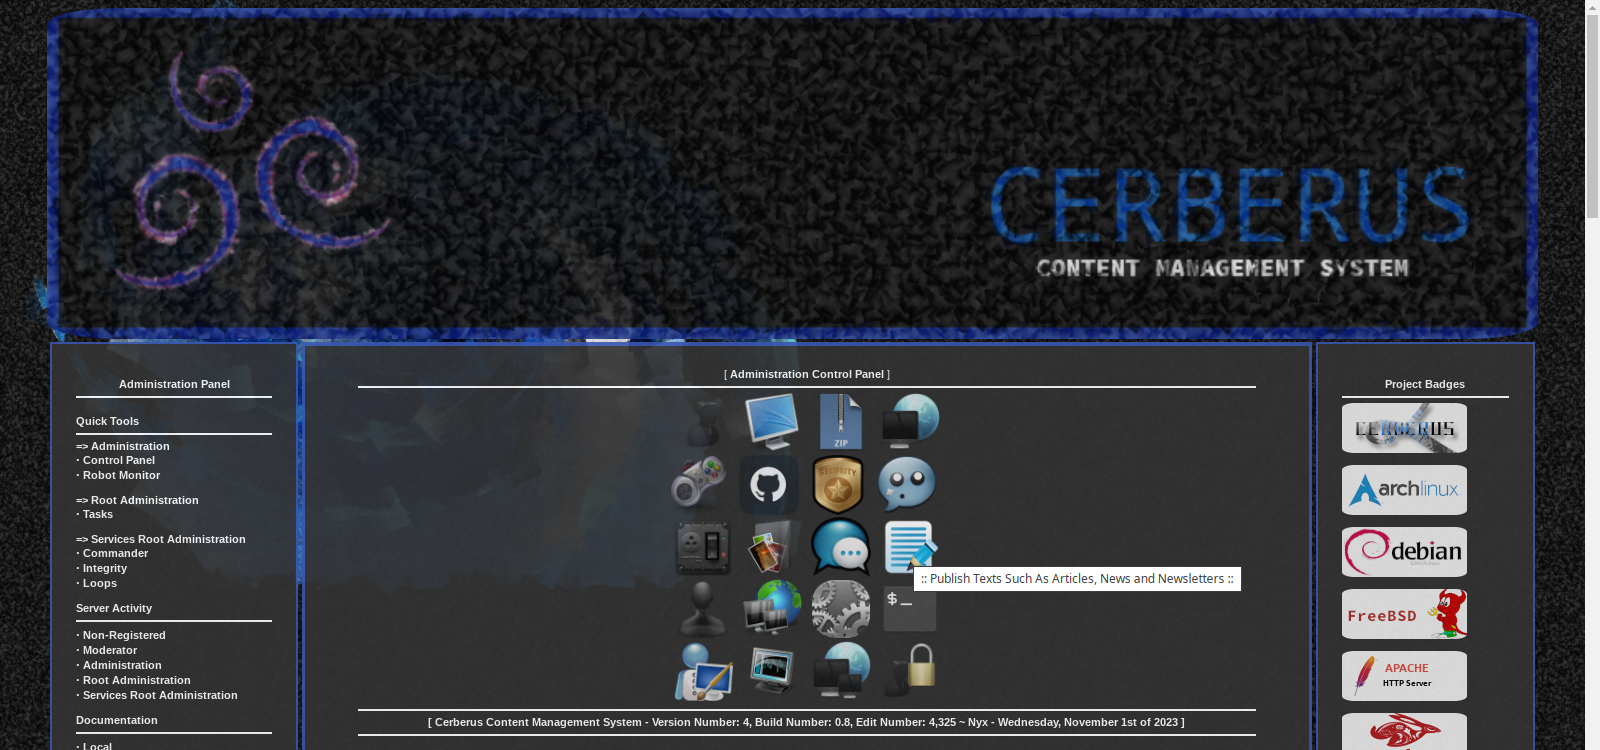 CERBERUS
CONTENT MANAGEMENT SYSTEM
Administration Panel
Quick Tools
=> Administration
· Control Panel
· Robot Monitor
=> Root Administration
· Tasks
=> Services Root Administration
· Commander
· Integrity
· Loops
Server Activity
· Non-Registered
· Moderator
· Administration
· Root Administration
· Services Root Administration
Documentation
· Local
[ Administration Control Panel ]
ZIP
SECURITY
:: Publish Texts Such As Articles, News and Newsletters ::
$ _
[ Cerberus Content Management System - Version Number: 4, Build Number: 0.8, Edit Number: 4,325 ~ Nyx - Wednesday, November 1st of 2023 ]
Project Badges
CERBERUS
archlinux
debian
FreeBSD
APACHE
HTTP Server